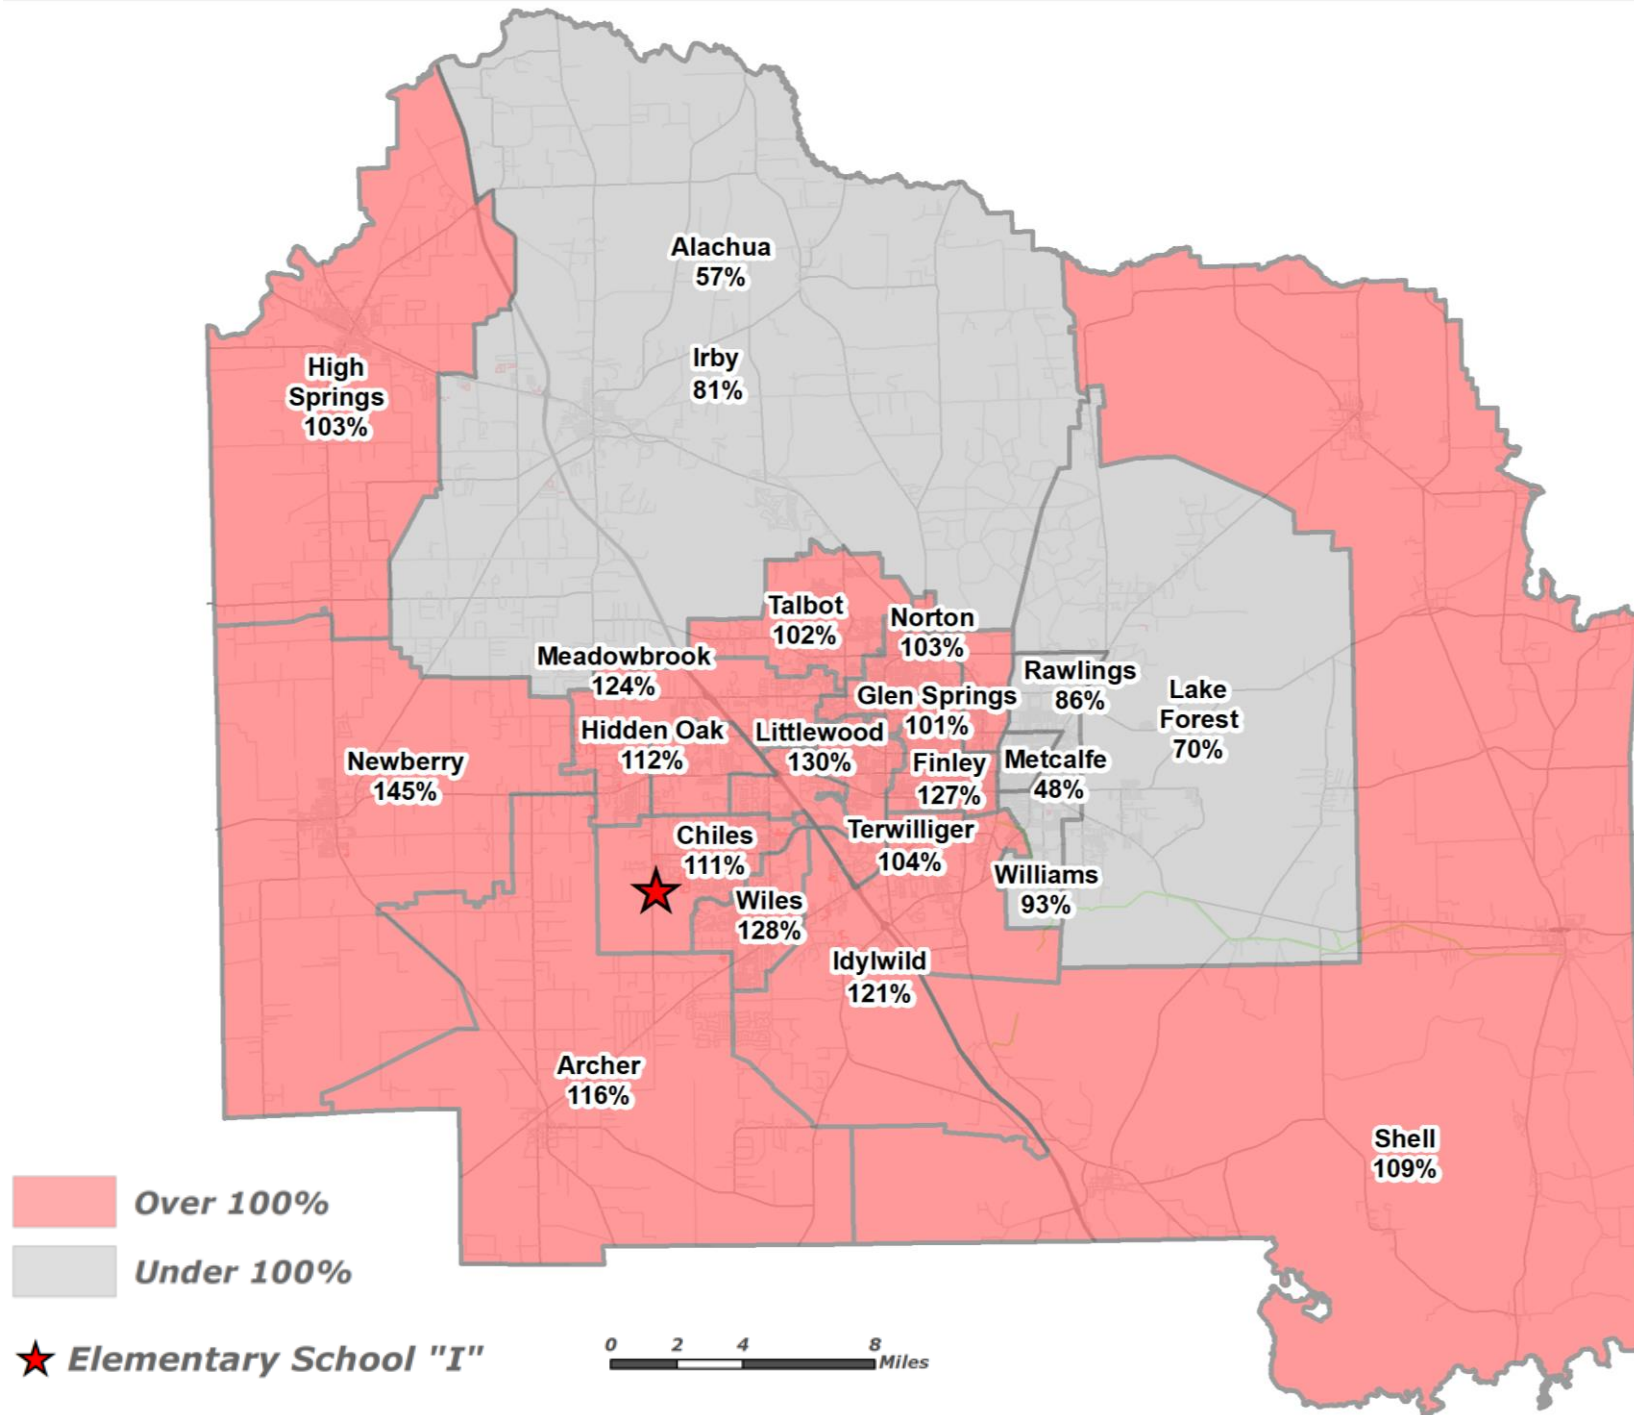 Alachua
57%
Irby
81%
High
Springs
103%
Talbot
102%
Norton
103%
Meadowbrook
124%
Rawlings
86%
Glen Springs
101%
Lake
Forest
70%
Hidden Oak
112%
Littlewood
130%
Newberry
145%
Finley
127%
Metcalfe
48%
Chiles
111%
Terwilliger
104%
Williams
93%
Wiles
128%
Idylwild
121%
Archer
116%
Shell
109%
Over 100%
Under 100%
Elementary School "I"
0 2 4 8
Miles